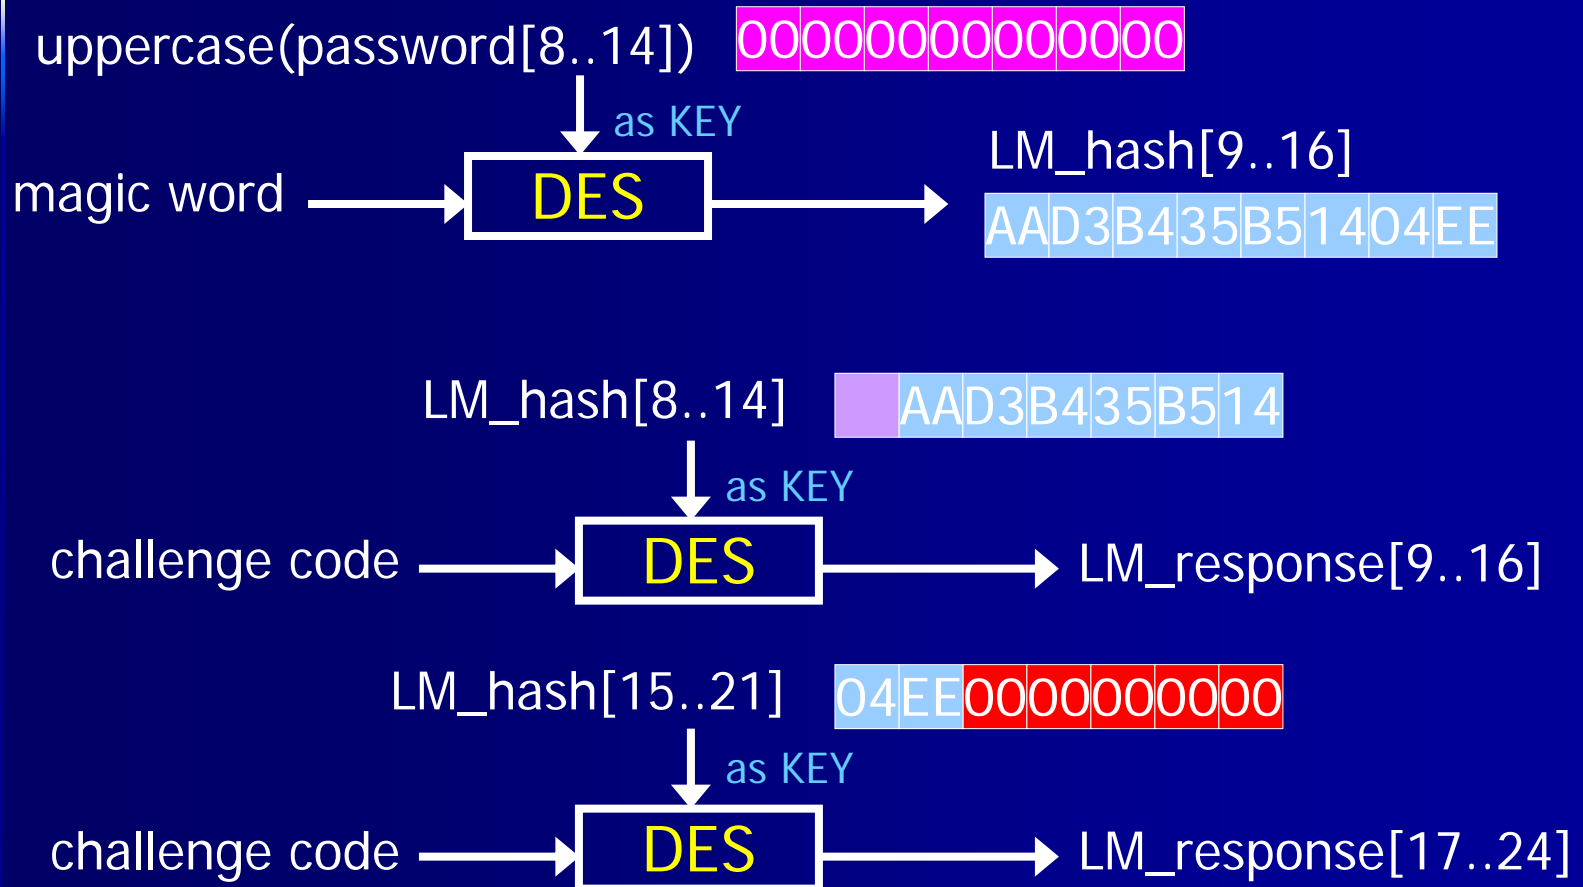 uppercase(password[8..14]) 00000000000000
as KEY
LM_hash[9..16]
magic word DES
AAD3B435B51404EE
LM_hash[8..14] AAD3B435B514
as KEY
challenge code DES LM_response[9..16]
LM_hash[15..21] 04EE0000000000
as KEY
challenge code DES LM_response[17..24]